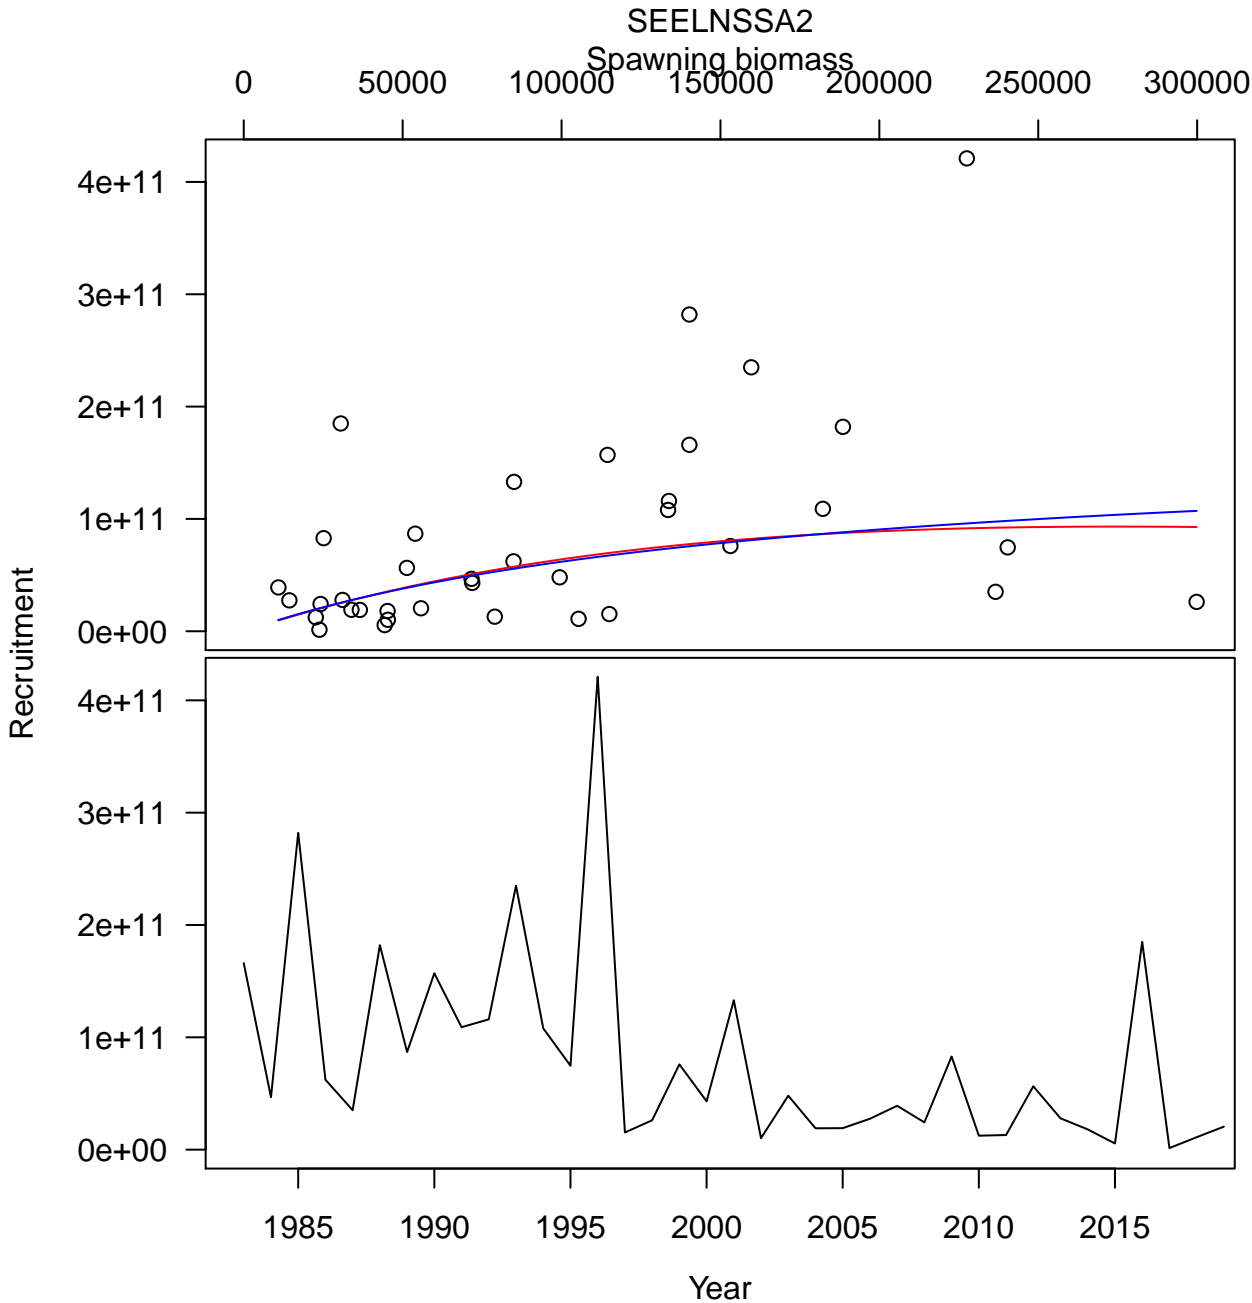 SEELNSSA2
Spawning biomass
0 50000 100000 150000 200000 250000 300000
4e+11
3e+11
2e+11
1e+11
0e+00
Recruitment
4e+11
3e+11
2e+11
1e+11
0e+00
1985 1990 1995 2000 2005 2010 2015
Year